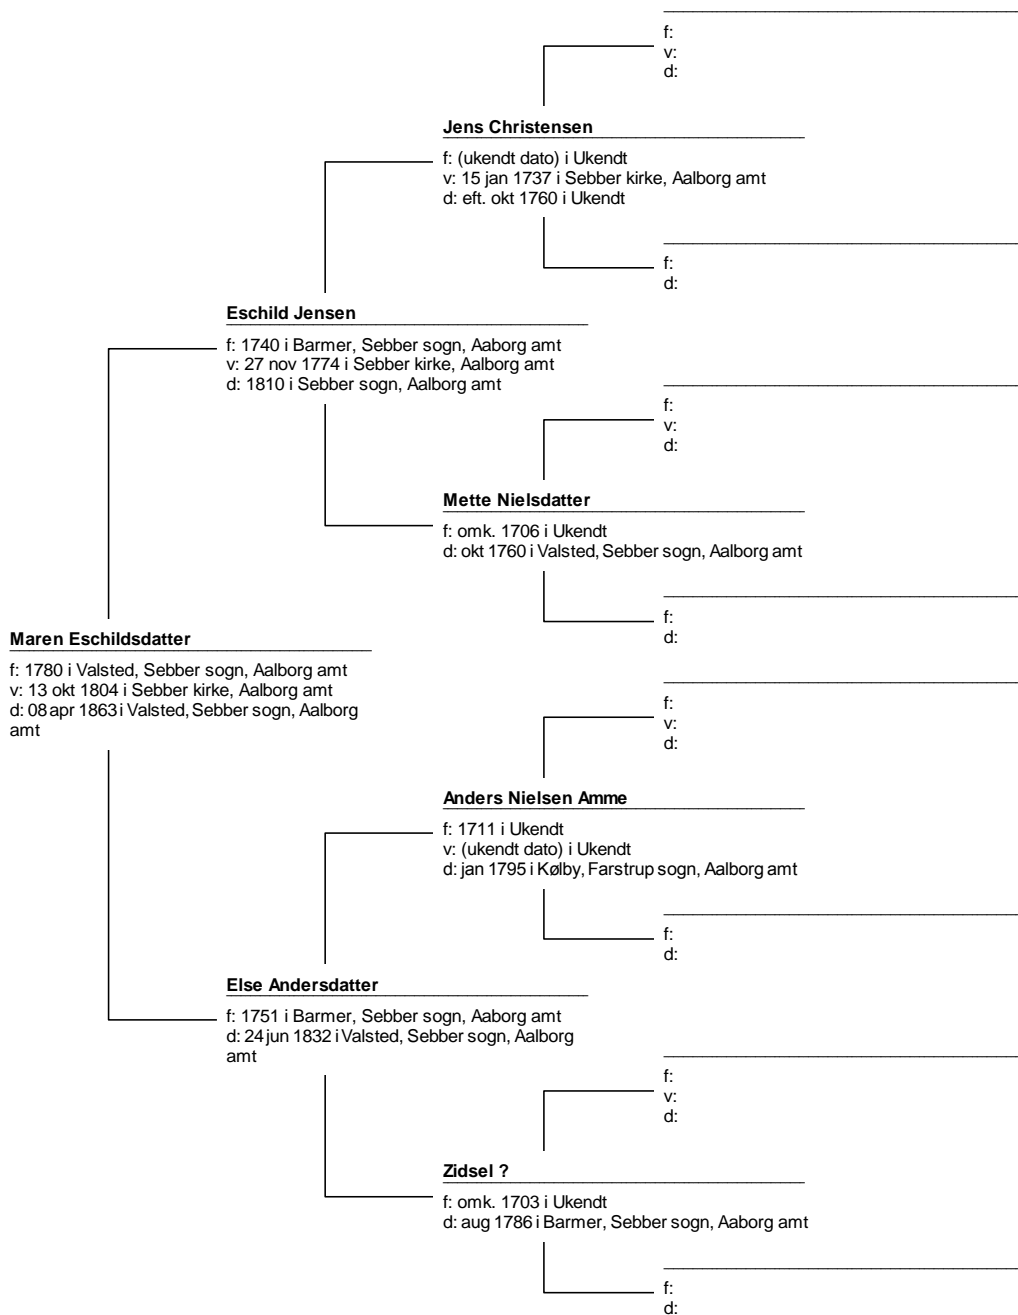 f:
v:
d:
Jens Christensen
f: (ukendt dato) i Ukendt
v: 15 jan 1737 i Sebber kirke, Aalborg amt
d: eft. okt 1760 i Ukendt
f:
d:
Eschild Jensen
f: 1740 i Barmer, Sebber sogn, Aaborg amt
v: 27 nov 1774 i Sebber kirke, Aalborg amt
d: 1810 i Sebber sogn, Aalborg amt
f:
v:
d:
Mette Nielsdatter
f: omk. 1706 i Ukendt
d: okt 1760 i Valsted, Sebber sogn, Aalborg amt
f:
d:
Maren Eschildsdatter
f: 1780 i Valsted, Sebber sogn, Aalborg amt
v: 13 okt 1804 i Sebber kirke, Aalborg amt
d: 08 apr 1863 i Valsted, Sebber sogn, Aalborg
amt
f:
v:
d:
Anders Nielsen Amme
f: 1711 i Ukendt
v: (ukendt dato) i Ukendt
d: jan 1795 i Kølby, Farstrup sogn, Aalborg amt
f:
d:
Else Andersdatter
f: 1751 i Barmer, Sebber sogn, Aaborg amt
d: 24 jun 1832 i Valsted, Sebber sogn, Aalborg
amt
f:
v:
d:
Zidsel ?
f: omk. 1703 i Ukendt
d: aug 1786 i Barmer, Sebber sogn, Aaborg amt
f:
d: